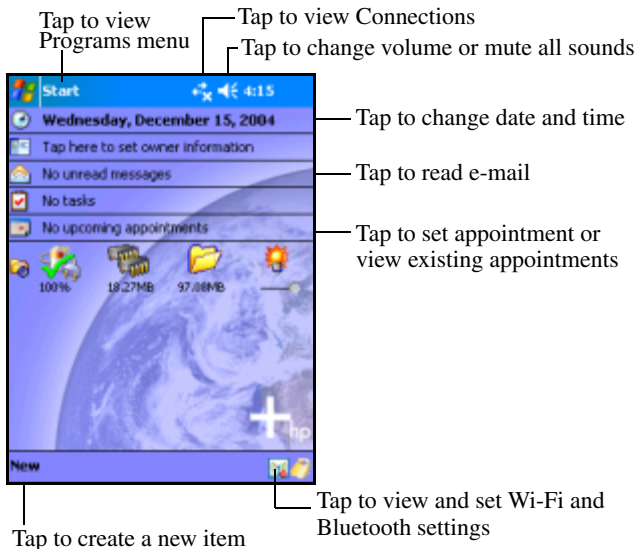 Tap to view
Programs menu
Tap to view Connections
Tap to change volume or mute all sounds
Start
4:15
Wednesday, December 15, 2004
Tap to change date and time
Tap here to set owner information
No unread messages
Tap to read e-mail
No tasks
No upcoming appointments
Tap to set appointment or
view existing appointments
100%
18.27MB
97.08MB
hp
New
Tap to view and set Wi-Fi and
Bluetooth settings
Tap to create a new item